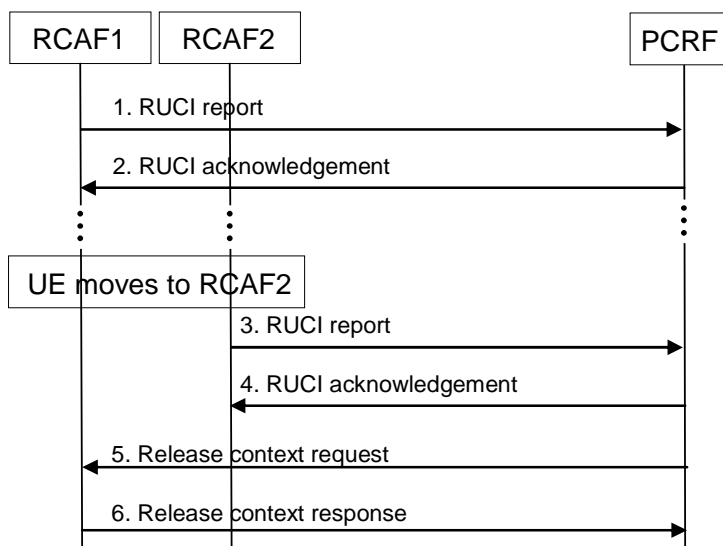 RCAF1
RCAF2
PCRF
1. RUCI report
2. RUCI acknowledgement
UE moves to RCAF2
3. RUCI report
4. RUCI acknowledgement
5. Release context request
6. Release context response